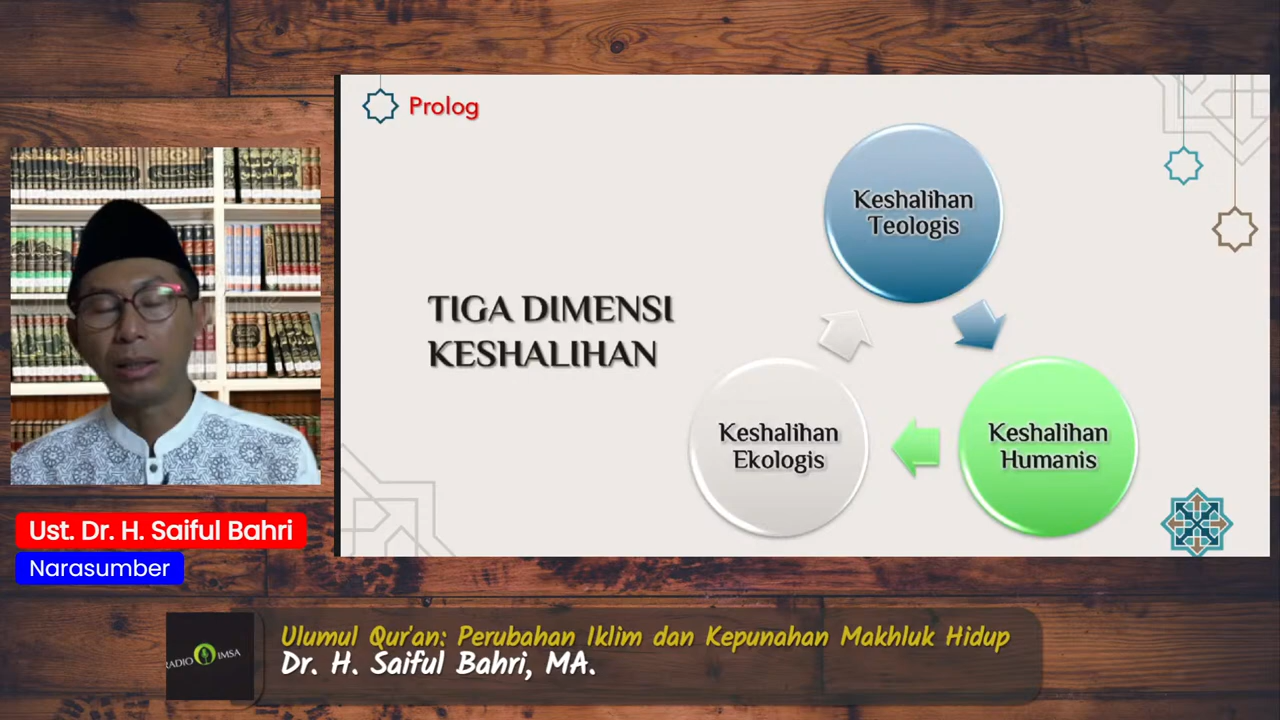 Prolog
TIGA DIMENSI
KESHALIHAN
Keshalihan
Teologis
Keshalihan
Ekologis
Keshalihan
Humanis
Ust. Dr. H. Saiful Bahri
Narasumber
RADIO IMSA
Ulumul Qur'an: Perubahan Iklim dan Kepunahan Makhluk Hidup
Dr. H. Saiful Bahri, MA.